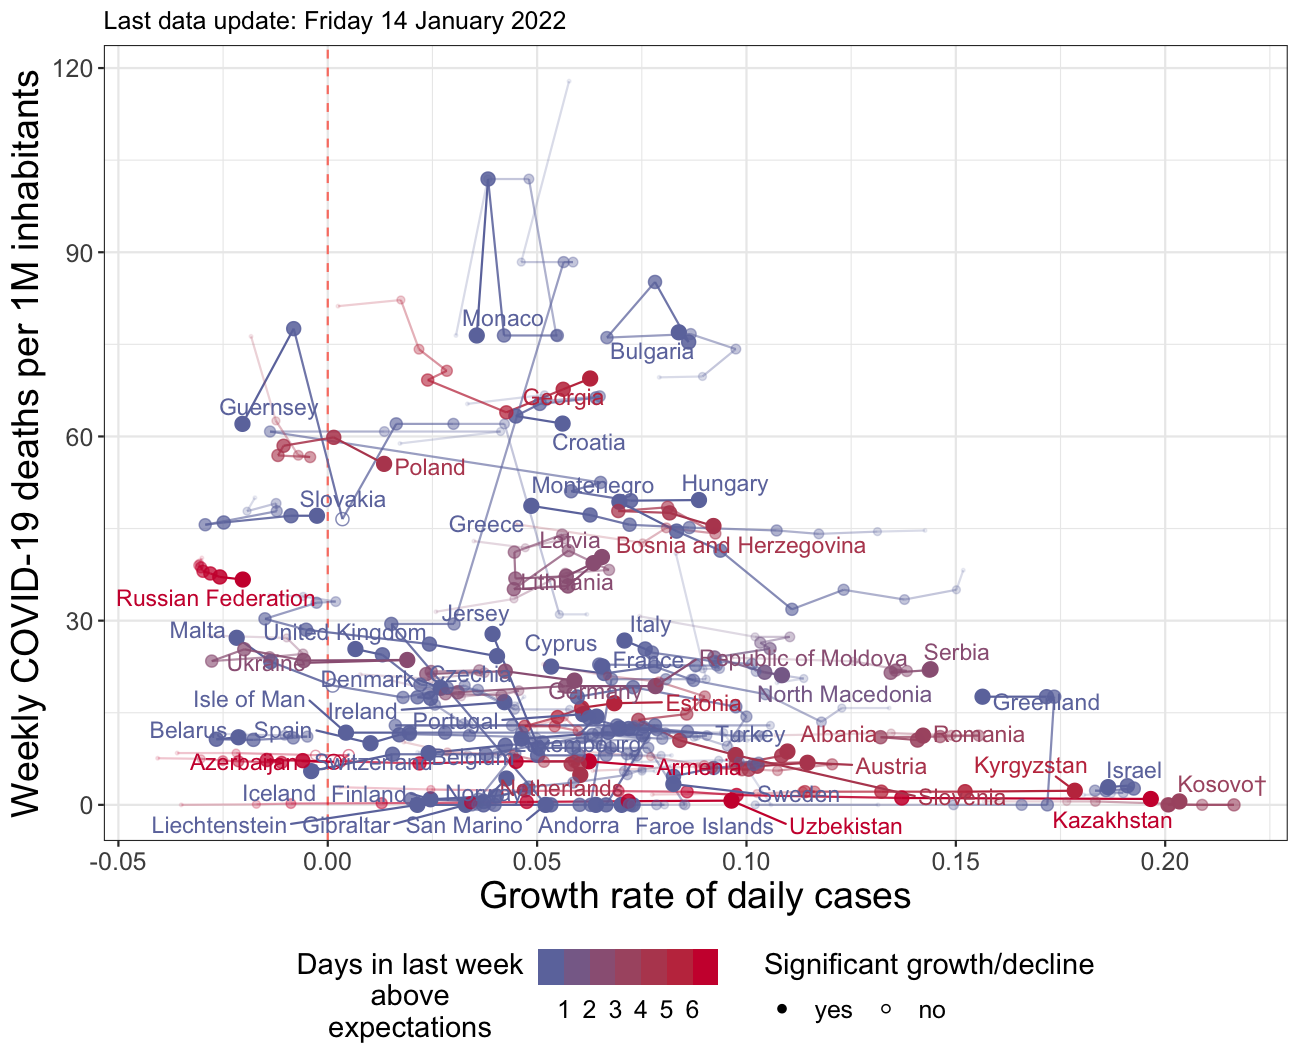 Last data update: Friday 14 January 2022
Weekly COVID-19 deaths per 1M inhabitants
120
90
60
30
0
Monaco
Bulgaria
Georgia
Guernsey
Croatia
Poland
Montenegro
Hungary
Slovakia
Greece
Latvia
Bosnia and Herzegovina
Lithuania
Russian Federation
Jersey
Malta
United Kingdom
Italy
Cyprus
Ukraine
France
Republic of Moldova
Serbia
Denmark
Czechia
Germany
North Macedonia
Isle of Man
Ireland
Estonia
Greenland
Belarus
Spain
Portugal
Turkey
Albania
Romania
Azerbaijan
Switzerland
Belgium
Armenia
Austria
Kyrgyzstan
Israel
Kosovo†
Iceland
Finland
Netherlands
Sweden
Slovenia
Liechtenstein
Gibraltar
San Marino
Andorra
Faroe Islands
Uzbekistan
Kazakhstan
-0.05
0.00
0.05
0.10
0.15
0.20
Growth rate of daily cases
Days in last week
above
expectations
1 2 3 4 5 6
Significant growth/decline
yes
no